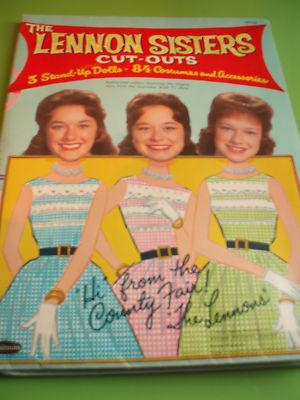 THE
LENNON SISTERS
CUT-OUTS
3 Stand-Up Dolls - 84 Costumes and Accessories
"Hi" from the
County Fair!
The Lennons"